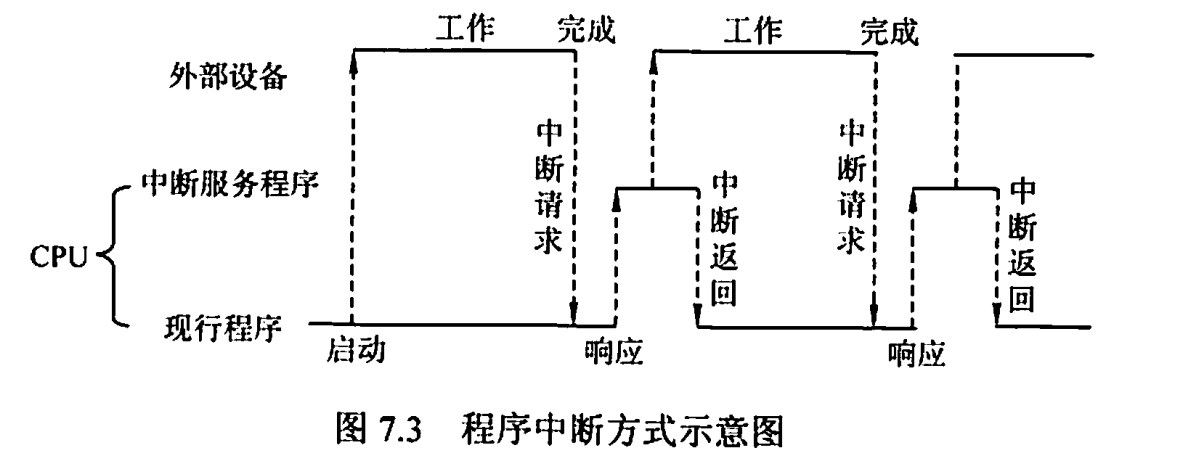 工作 完成 工作 完成
外部设备
中断请求
中断请求
中断服务程序
中断返回
中断返回
CPU
现行程序
启动 响应 响应
图 7.3 程序中断方式示意图